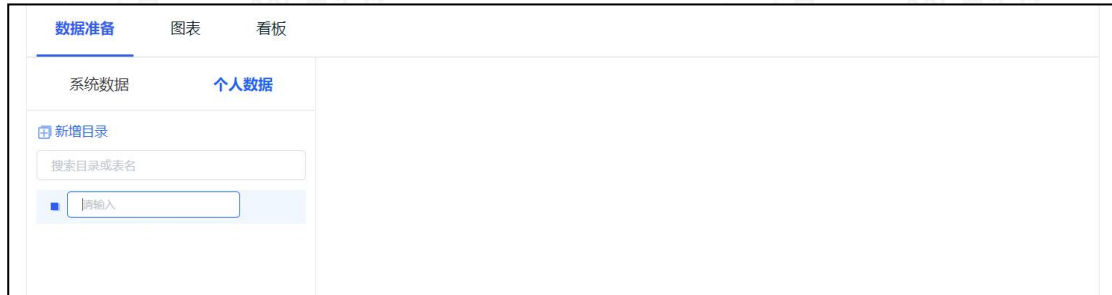 数据准备 图表 看板
系统数据 个人数据
新增目录
搜索目录或表名
请输入